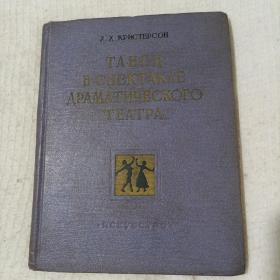 Х. Х. КРИСТЕРСОН
ТАНЕЦ
В СПЕКТАКЛЕ
ДРАМАТИЧЕСКОГО
ТЕАТРА
«ИСКУССТВО»